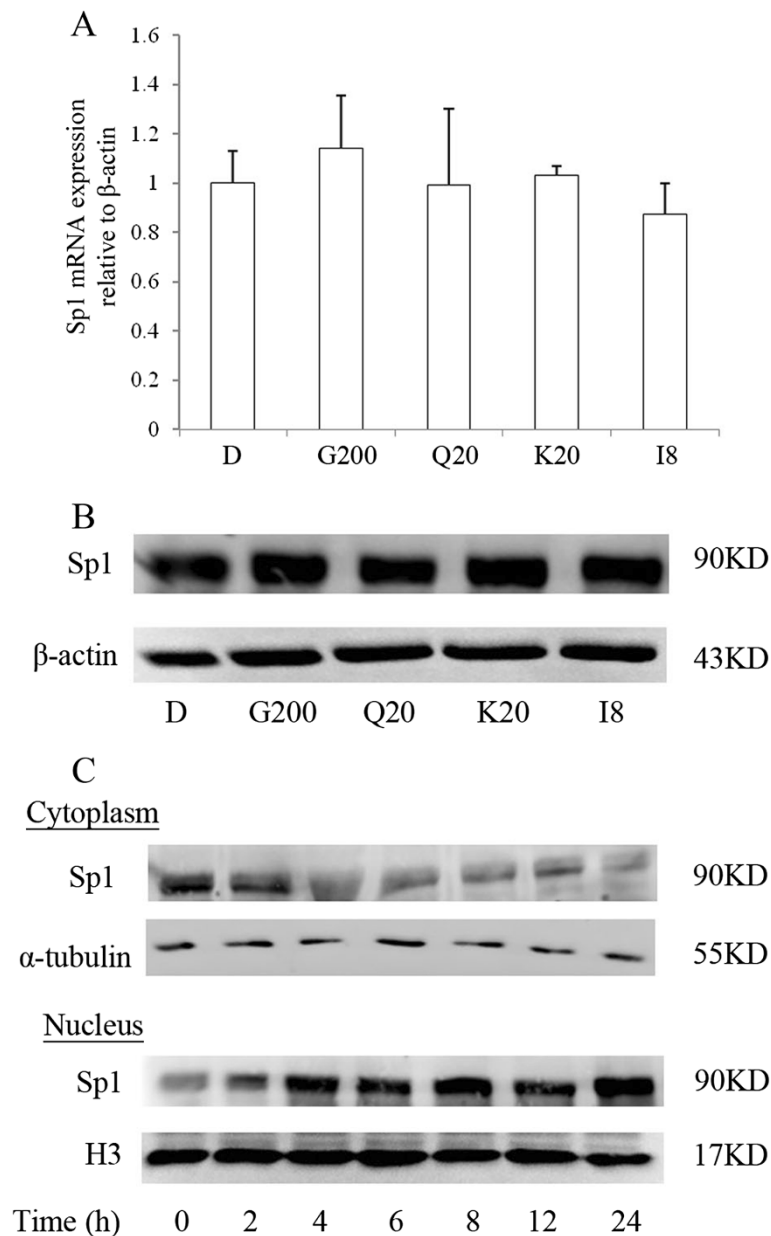 A
Sp1 mRNA expression
relative to β-actin
1.6
1.4
1.2
1
0.8
0.6
0.4
0.2
0
D G200 Q20 K20 I8
B
Sp1 90KD
β-actin 43KD
D G200 Q20 K20 I8
C
Cytoplasm
Sp1 90KD
α-tubulin 55KD
Nucleus
Sp1 90KD
H3 17KD
Time (h) 0 2 4 6 8 12 24